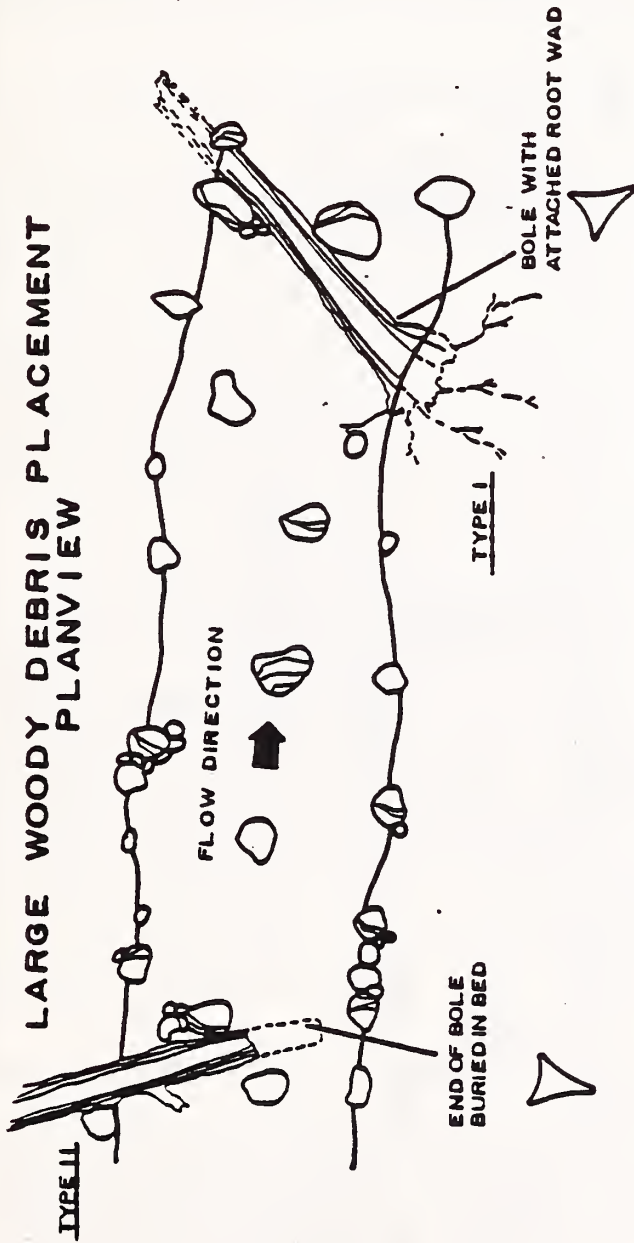 LARGE WOODY DEBRIS PLACEMENT
PLANVIEW
TYPE II
FLOW DIRECTION
END OF BOLE
BURIED IN BED
TYPE I
BOLE WITH
ATTACHED ROOT WAD